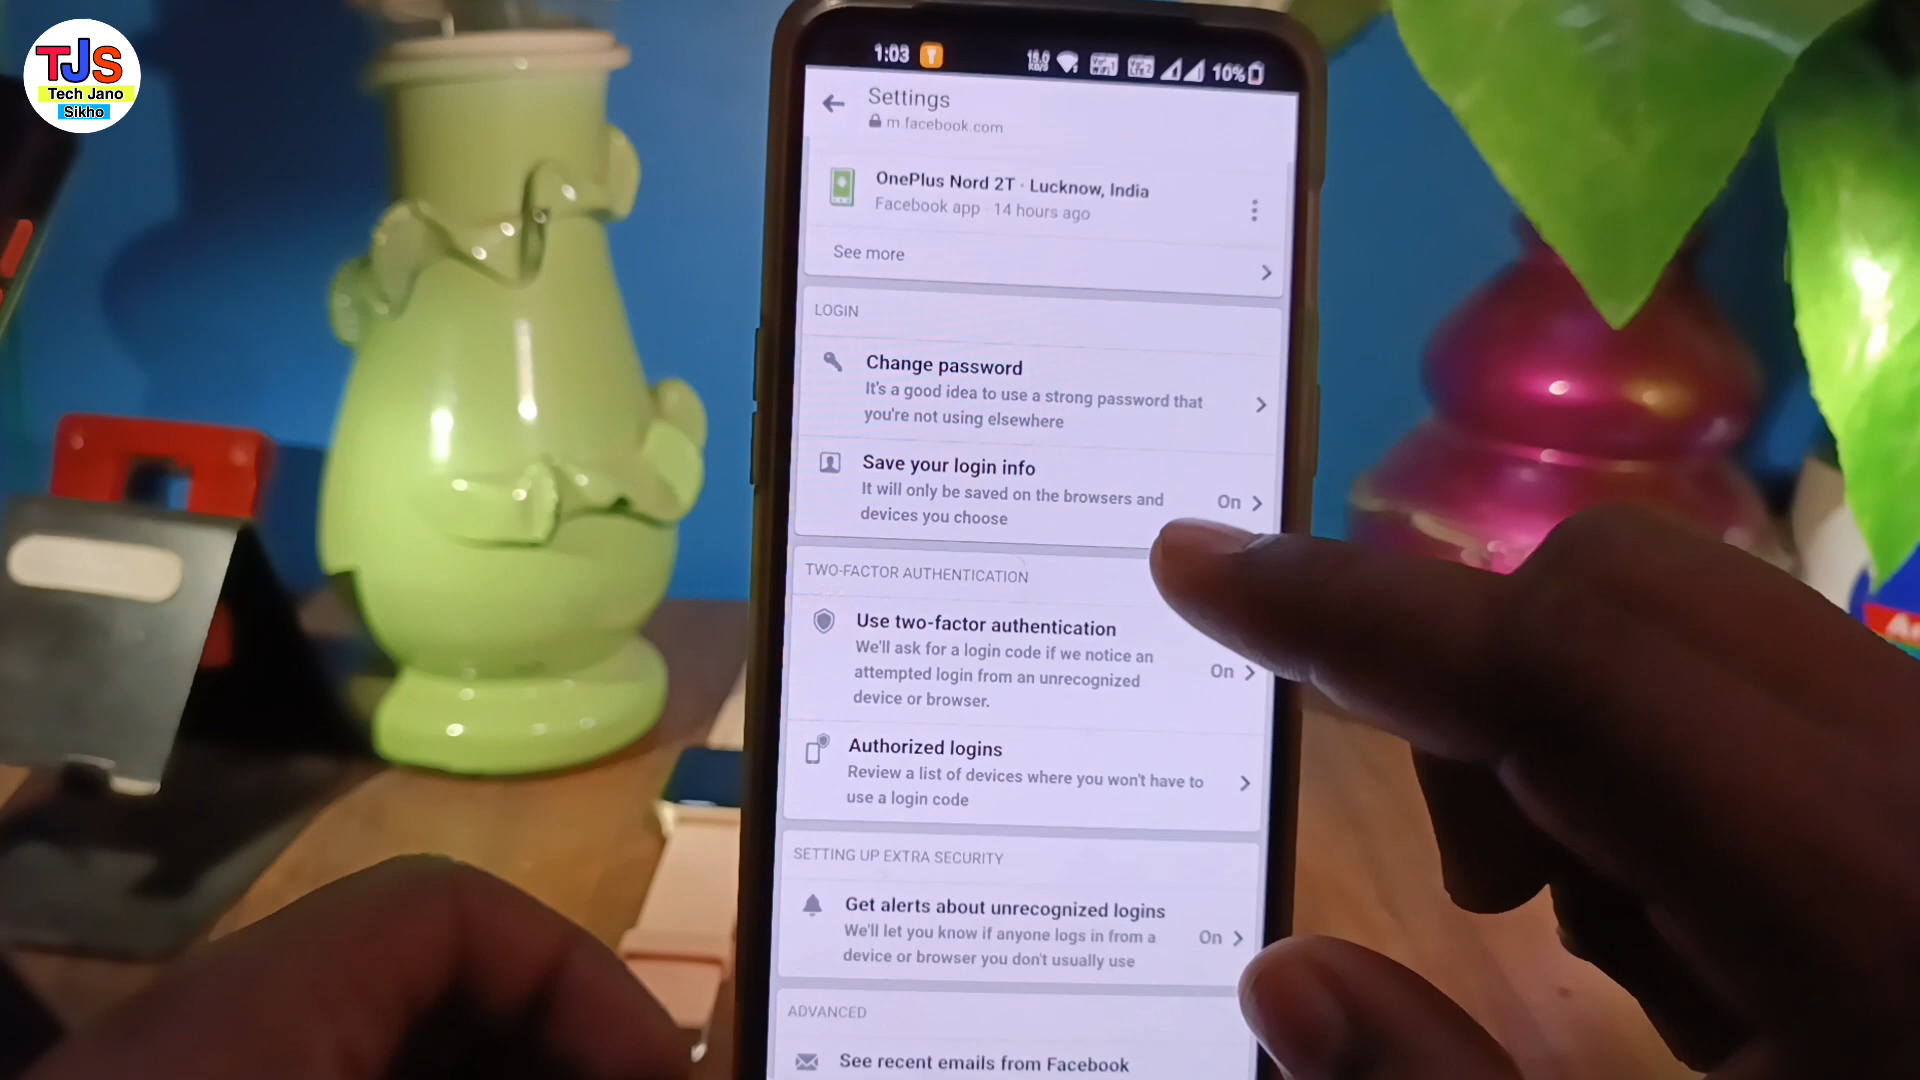 TJS
Tech Jano
Sikho
1:03
10%
Settings
m.facebook.com
OnePlus Nord 2T · Lucknow, India
Facebook app · 14 hours ago
See more
LOGIN
Change password
It's a good idea to use a strong password that
you're not using elsewhere
Save your login info
It will only be saved on the browsers and
devices you choose
On
TWO-FACTOR AUTHENTICATION
Use two-factor authentication
We'll ask for a login code if we notice an
attempted login from an unrecognized
device or browser.
On
Authorized logins
Review a list of devices where you won't have to
use a login code
SETTING UP EXTRA SECURITY
Get alerts about unrecognized logins
We'll let you know if anyone logs in from a
device or browser you don't usually use
On
ADVANCED
See recent emails from Facebook